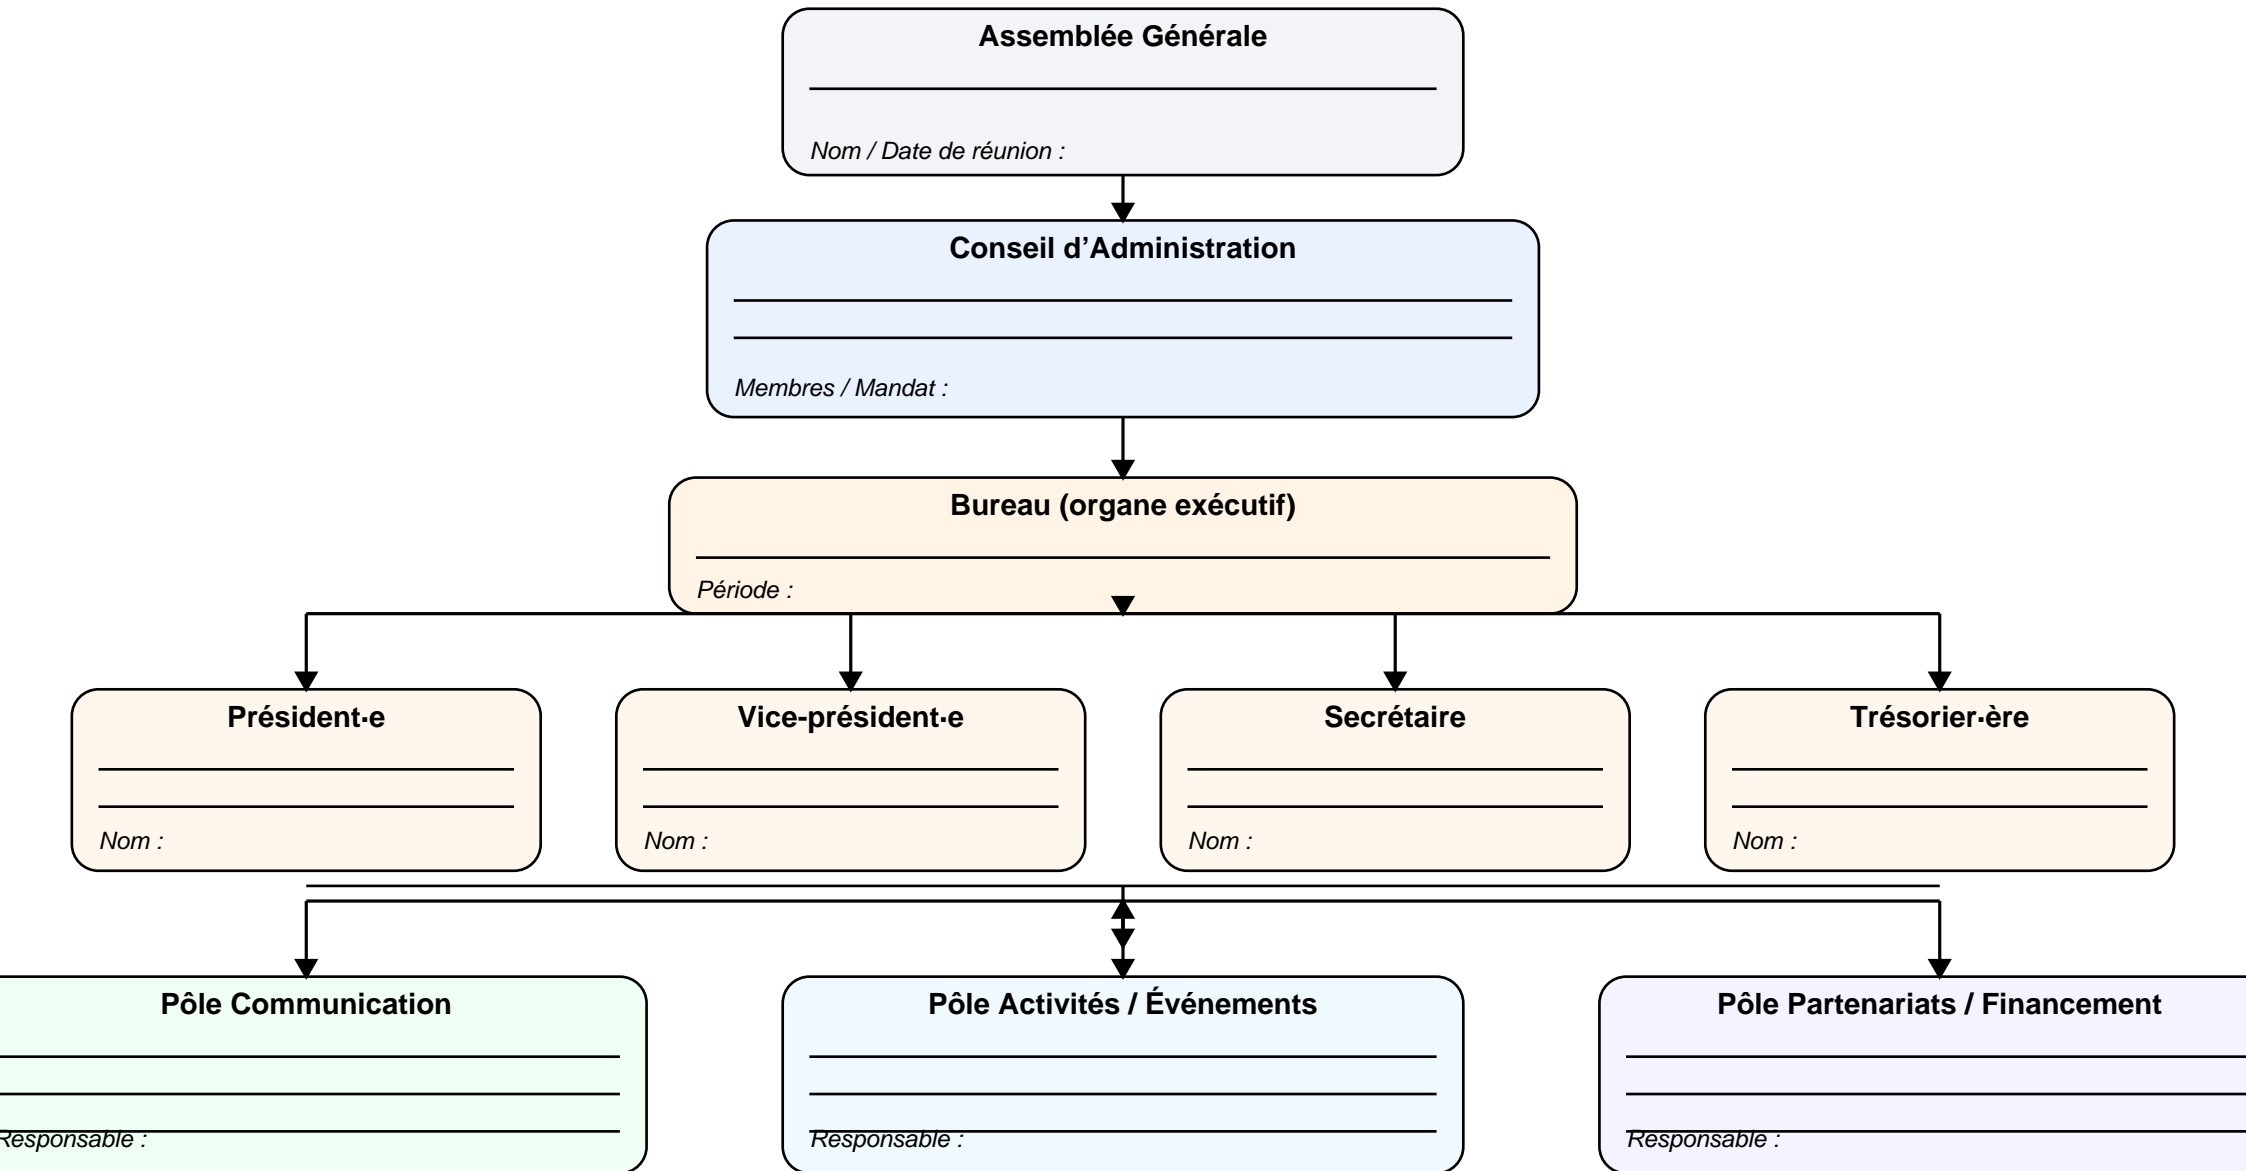 Assemblée Générale
Nom / Date de réunion :
Conseil d’Administration
Membres / Mandat :
Bureau (organe exécutif)
Période :
Président·e
Nom :
Vice-président·e
Nom :
Secrétaire
Nom :
Trésorier·ère
Nom :
Pôle Communication
Responsable :
Pôle Activités / Événements
Responsable :
Pôle Partenariats / Financement
Responsable :